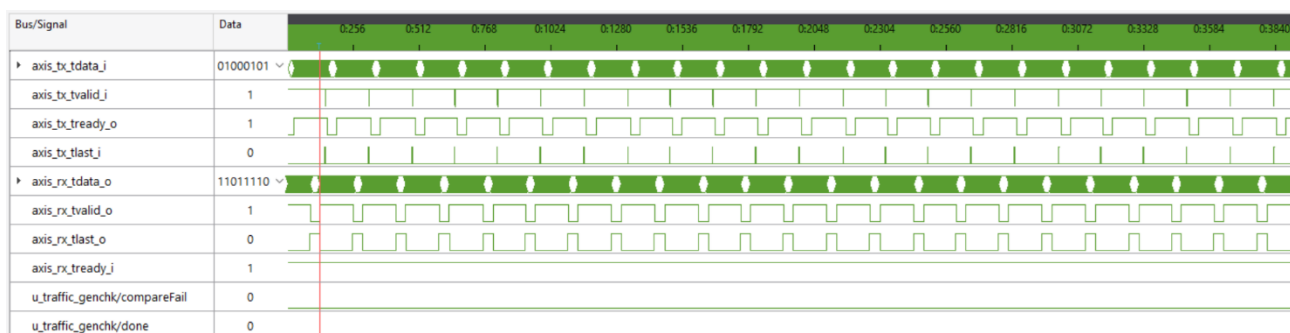 Bus/Signal Data 0:256 0:512 0:768 0:1024 0:1280 0:1536 0:1792 0:2048 0:2304 0:2560 0:2816 0:3072 0:3328 0:3584 0:3840
axis_tx_tdata_i 01000101
axis_tx_tvalid_i 1
axis_tx_tready_o 1
axis_tx_tlast_i 0
axis_rx_tdata_o 11011110
axis_rx_tvalid_o 1
axis_rx_tlast_o 0
axis_rx_tready_i 1
u_traffic_genchk/compareFail 0
u_traffic_genchk/done 0